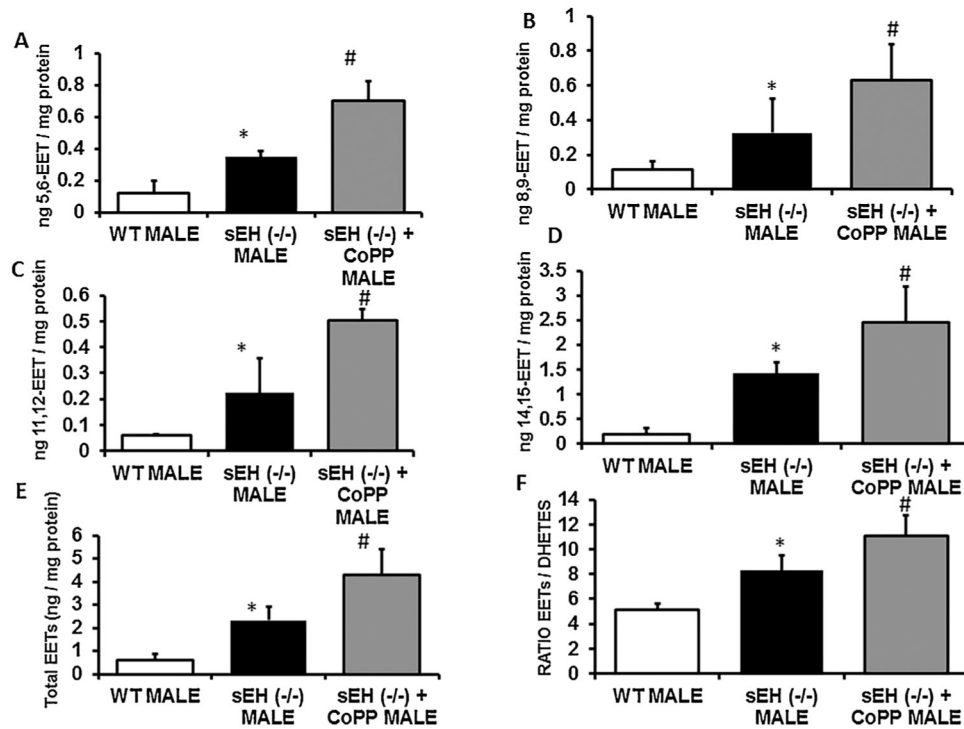 A
ng 5,6-EET / mg protein
1
0.8
0.6
0.4
0.2
0
*
#
WT MALE
sEH (-/-)
MALE
sEH (-/-) +
CoPP
MALE
B
ng 8,9-EET / mg protein
1
0.8
0.6
0.4
0.2
0
*
#
WT MALE
sEH (-/-)
MALE
sEH (-/-) +
CoPP MALE
C
ng 11,12-EET / mg protein
0.6
0.5
0.4
0.3
0.2
0.1
0
*
#
WT MALE
sEH (-/-)
MALE
sEH (-/-) +
CoPP
MALE
D
ng 14,15-EET / mg protein
3.5
3
2.5
2
1.5
1
0.5
0
*
#
WT MALE
sEH (-/-)
MALE
sEH (-/-) +
CoPP MALE
E
Total EETs (ng / mg protein)
6
5
4
3
2
1
0
*
#
WT MALE
sEH (-/-)
MALE
sEH (-/-) +
CoPP MALE
F
RATIO EETs / DHETES
14
12
10
8
6
4
2
0
*
#
WT MALE
sEH (-/-)
MALE
sEH (-/-) +
CoPP MALE